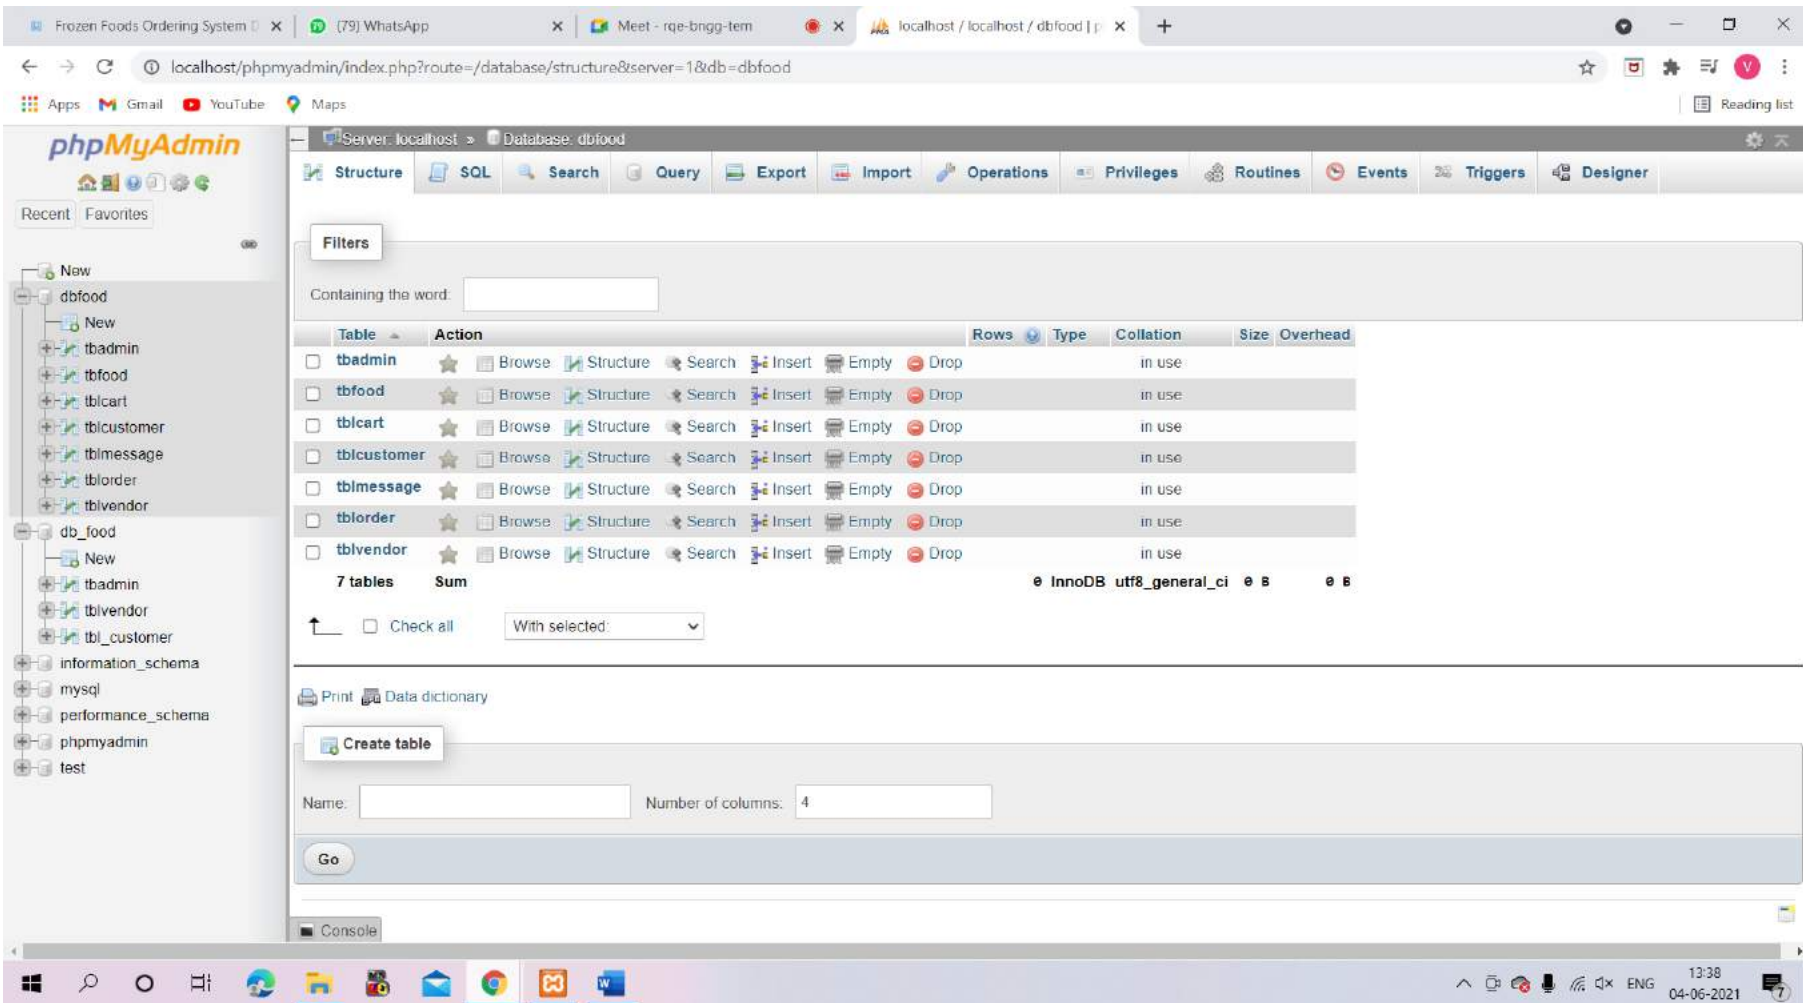 Frozen Foods Ordering System D
(79) WhatsApp
Meet - rqe-bngg-tem
localhost / localhost / dbfood | p
localhost/phpmyadmin/index.php?route=/database/structure&server=1&db=dbfood
V
Apps Gmail YouTube Maps
Reading list
phpMyAdmin
Recent Favorites
New
dbfood
New
tbadmin
tbfood
tblcart
tblcustomer
tblmessage
tblorder
tblvendor
db_food
New
tbadmin
tblvendor
tbl_customer
information_schema
mysql
performance_schema
phpmyadmin
test
Server: localhost » Database: dbfood
Structure SQL Search Query Export Import Operations Privileges Routines Events Triggers Designer
Filters
Containing the word:
Table Action Rows Type Collation Size Overhead
tbadmin Browse Structure Search Insert Empty Drop in use
tbfood Browse Structure Search Insert Empty Drop in use
tblcart Browse Structure Search Insert Empty Drop in use
tblcustomer Browse Structure Search Insert Empty Drop in use
tblmessage Browse Structure Search Insert Empty Drop in use
tblorder Browse Structure Search Insert Empty Drop in use
tblvendor Browse Structure Search Insert Empty Drop in use
7 tables Sum 0 InnoDB utf8_general_ci 0 B 0 B
Check all With selected:
Print Data dictionary
Create table
Name: Number of columns: 4
Go
Console
ENG
13:38
04-06-2021
7